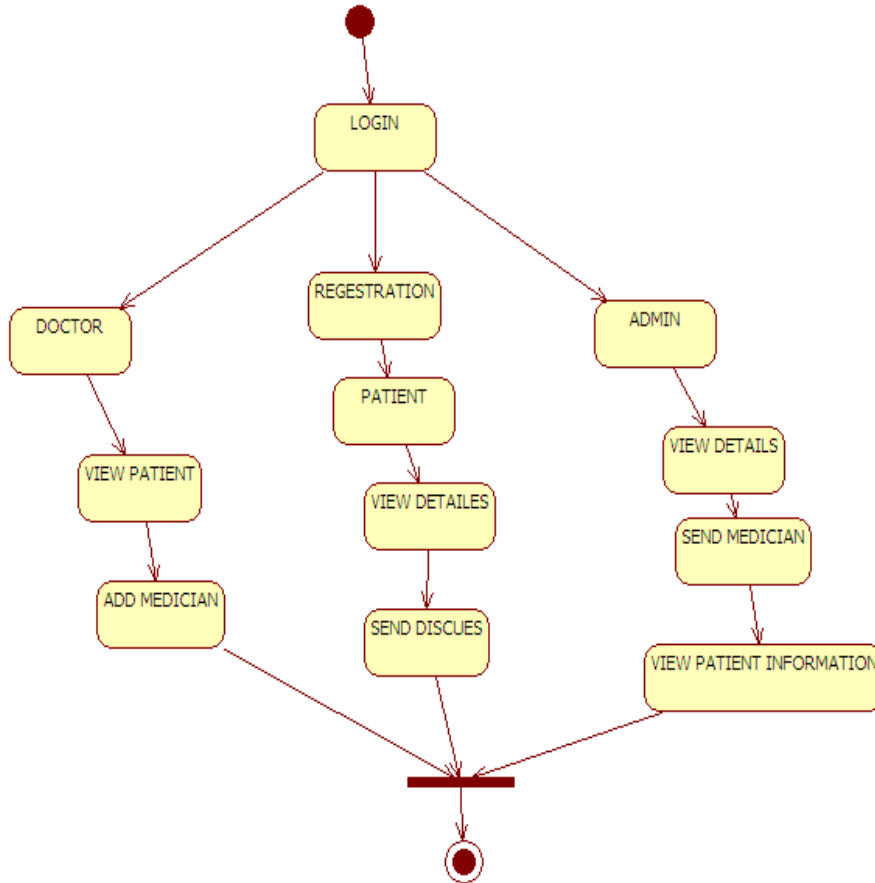 LOGIN
DOCTOR
REGESTRATION
ADMIN
PATIENT
VIEW PATIENT
VIEW DETAILES
VIEW DETAILS
SEND MEDICIAN
ADD MEDICIAN
SEND DISCUES
VIEW PATIENT INFORMATION